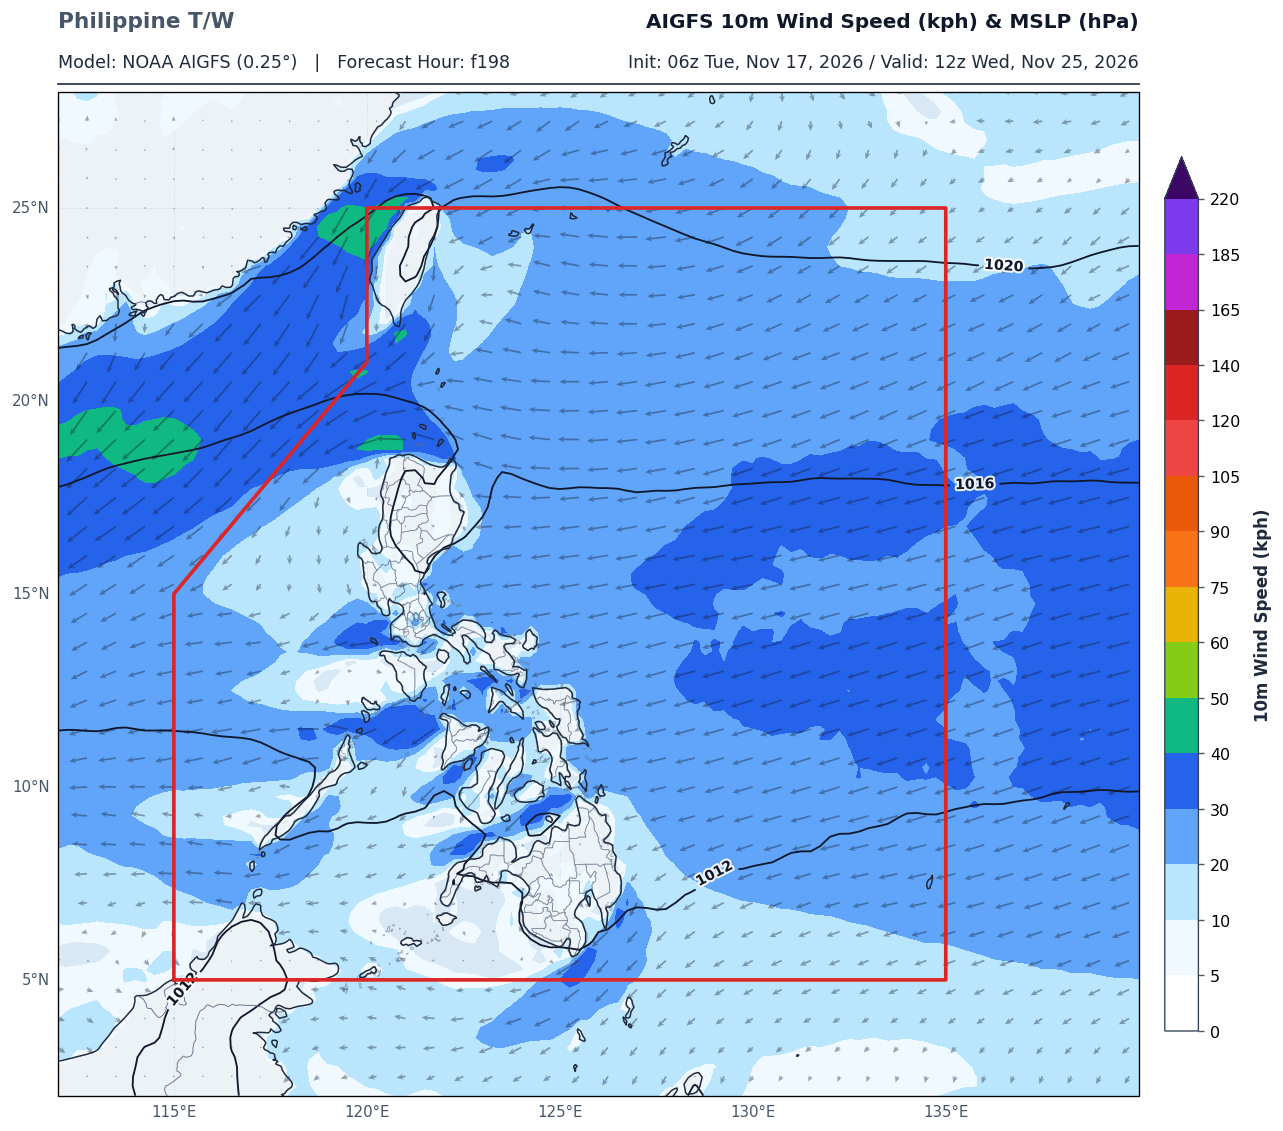 Philippine T/W
AIGFS 10m Wind Speed (kph) & MSLP (hPa)
Model: NOAA AIGFS (0.25°)   |   Forecast Hour: f198
Init: 06z Tue, Nov 17, 2026 / Valid: 12z Wed, Nov 25, 2026
25°N
20°N
15°N
10°N
5°N
115°E
120°E
125°E
130°E
135°E
1020
1016
1012
1012
220
185
165
140
120
105
90
75
60
50
40
30
20
10
5
0
10m Wind Speed (kph)